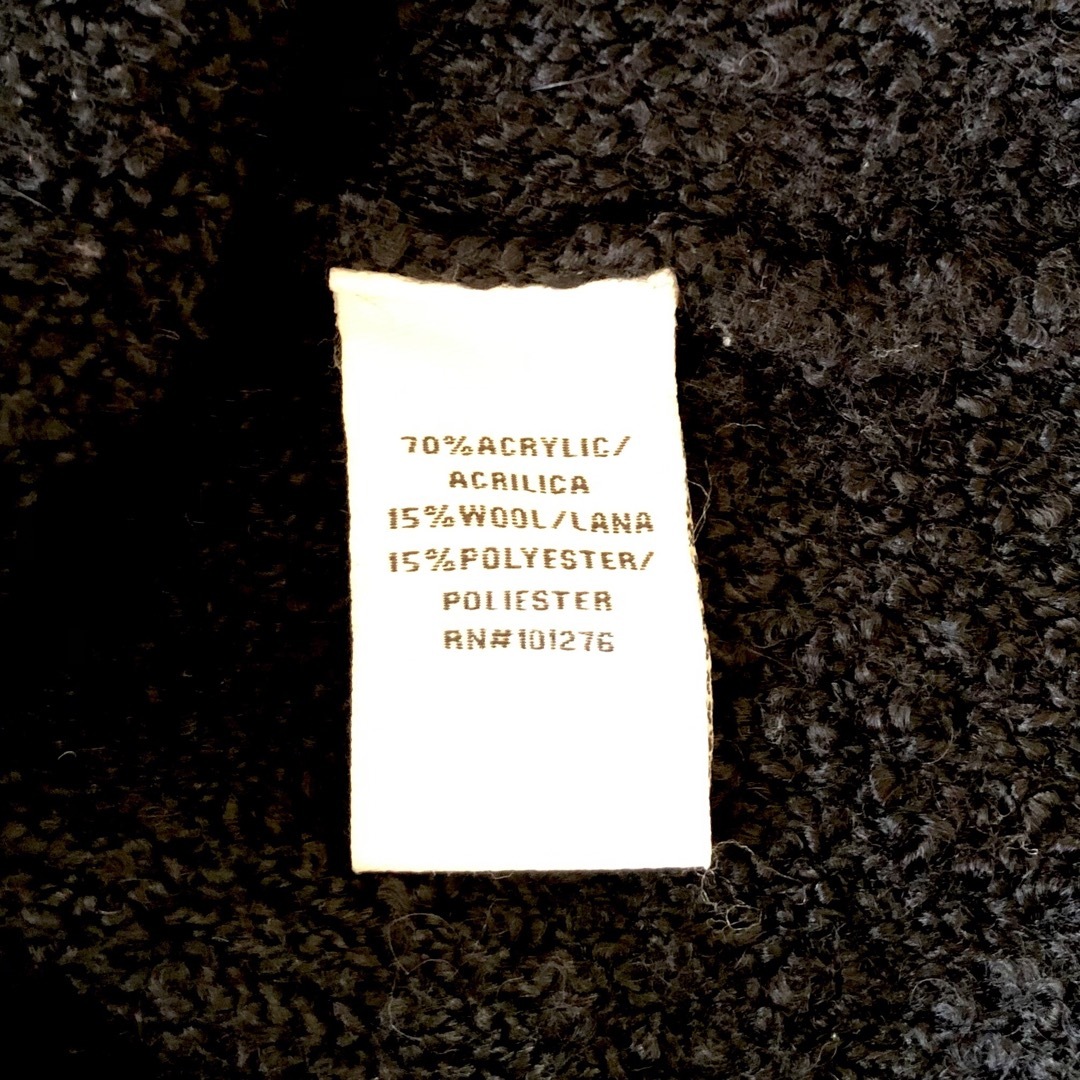 70%ACRYLIC/
ACRILICA
15%WOOL/LANA
15%POLYESTER/
POLIESTER
RN#101276